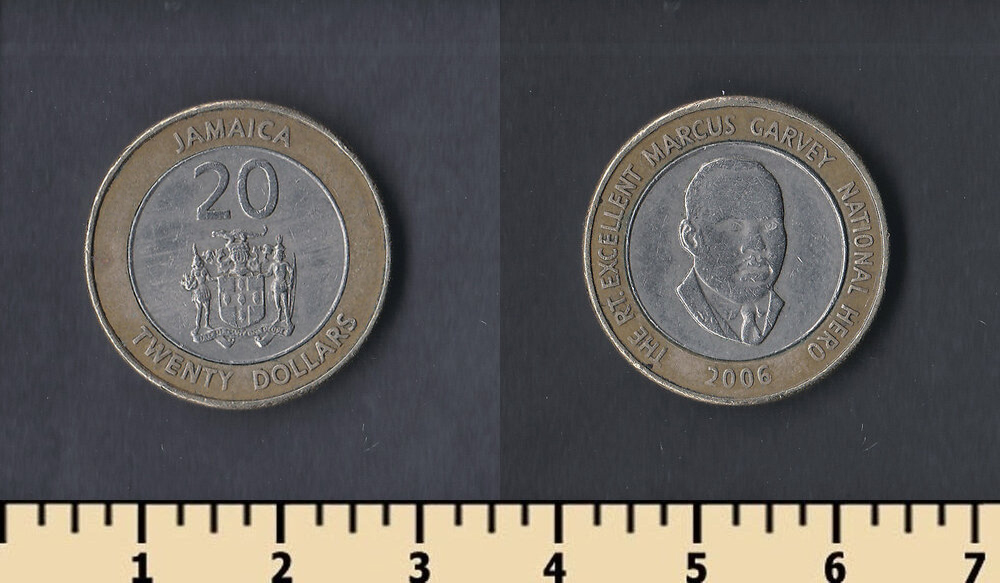 JAMAICA
20
TWENTY DOLLARS
THE RT. EXCELLENT MARCUS GARVEY NATIONAL HERO
2006
1 2 3 4 5 6 7